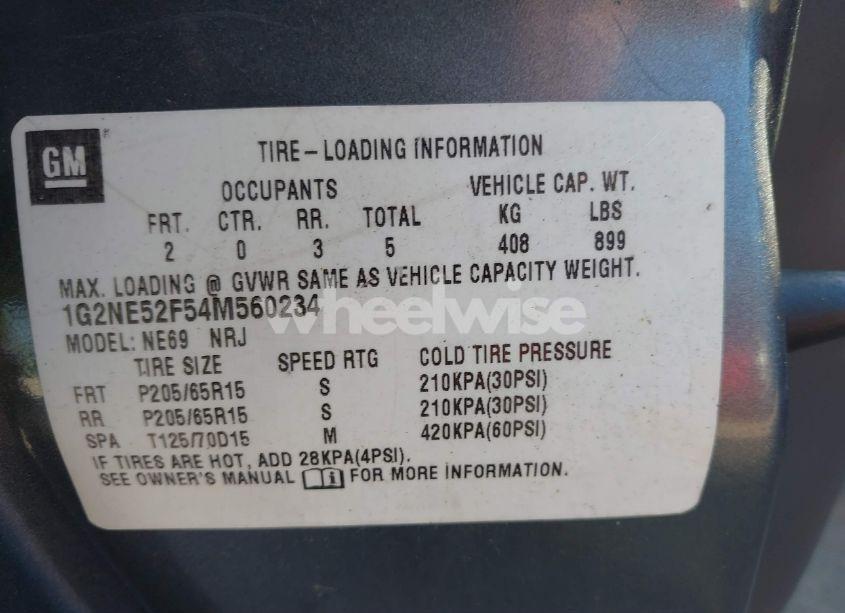 GM ®
TIRE-LOADING INFORMATION
OCCUPANTS VEHICLE CAP. WT.
FRT. CTR. RR. TOTAL KG LBS
2 0 3 5 408 899
MAX. LOADING @ GVWR SAME AS VEHICLE CAPACITY WEIGHT.
1G2NE52F54M560234
wheelwise
MODEL: NE69 NRJ
TIRE SIZE SPEED RTG COLD TIRE PRESSURE
FRT P205/65R15 S 210KPA(30PSI)
RR P205/65R15 S 210KPA(30PSI)
SPA T125/70D15 M 420KPA(60PSI)
IF TIRES ARE HOT, ADD 28KPA(4PSI).
SEE OWNER'S MANUAL i FOR MORE INFORMATION.